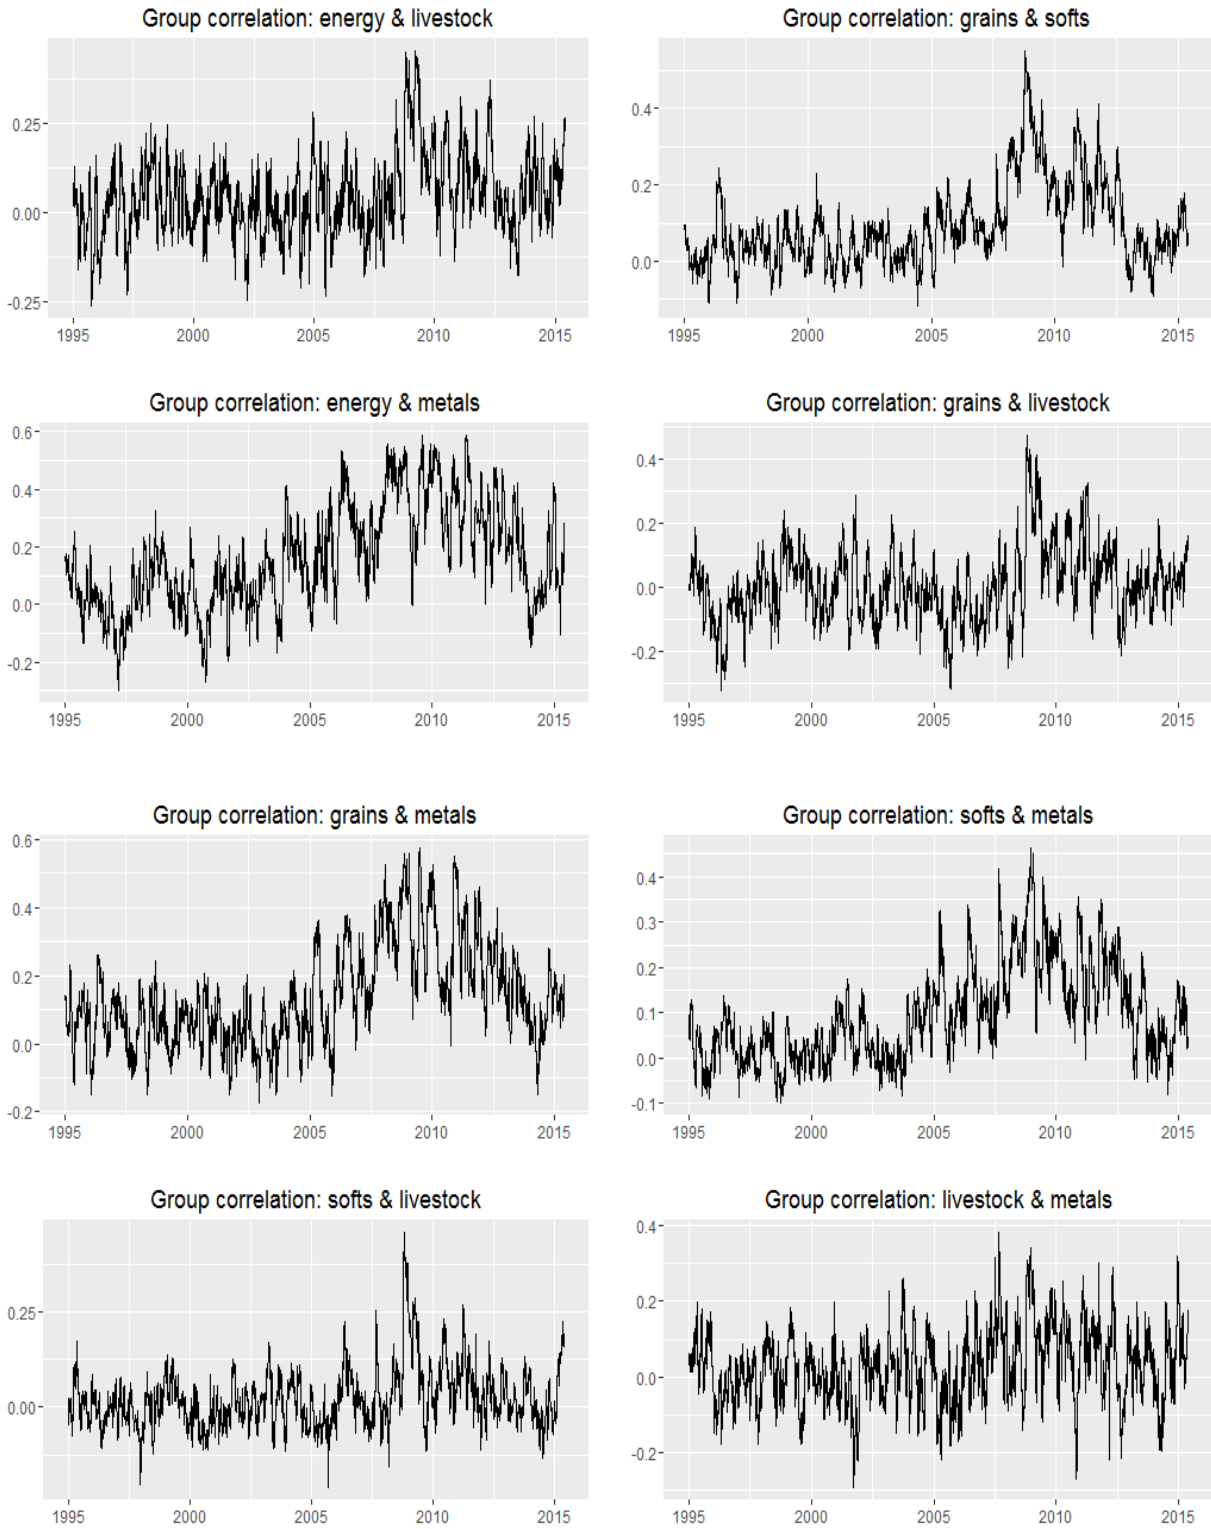 Group correlation: energy & livestock
0.25
0.00
-0.25
1995 2000 2005 2010 2015
Group correlation: grains & softs
0.4
0.2
0.0
1995 2000 2005 2010 2015
Group correlation: energy & metals
0.6
0.4
0.2
0.0
-0.2
1995 2000 2005 2010 2015
Group correlation: grains & livestock
0.4
0.2
0.0
-0.2
1995 2000 2005 2010 2015
Group correlation: grains & metals
0.6
0.4
0.2
0.0
-0.2
1995 2000 2005 2010 2015
Group correlation: softs & metals
0.4
0.3
0.2
0.1
0.0
-0.1
1995 2000 2005 2010 2015
Group correlation: softs & livestock
0.25
0.00
1995 2000 2005 2010 2015
Group correlation: livestock & metals
0.4
0.2
0.0
-0.2
1995 2000 2005 2010 2015